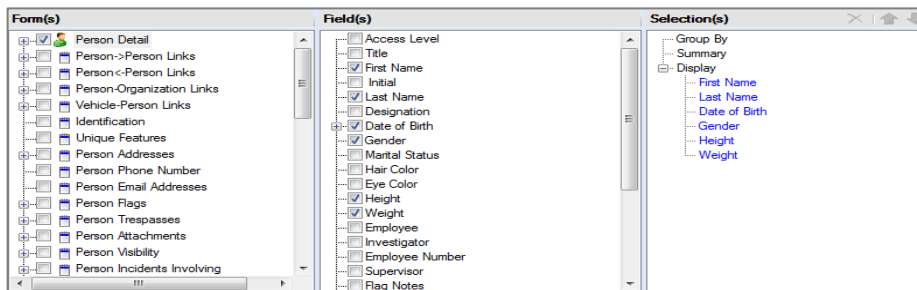 Form(s)
Person Detail
Person->Person Links
Person<-Person Links
Person-Organization Links
Vehicle-Person Links
Identification
Unique Features
Person Addresses
Person Phone Number
Person Email Addresses
Person Flags
Person Trespasses
Person Attachments
Person Visibility
Person Incidents Involving
Field(s)
Access Level
Title
First Name
Initial
Last Name
Designation
Date of Birth
Gender
Marital Status
Hair Color
Eye Color
Height
Weight
Employee
Investigator
Employee Number
Supervisor
Flag Notes
Selection(s)
Group By
Summary
Display
First Name
Last Name
Date of Birth
Gender
Height
Weight